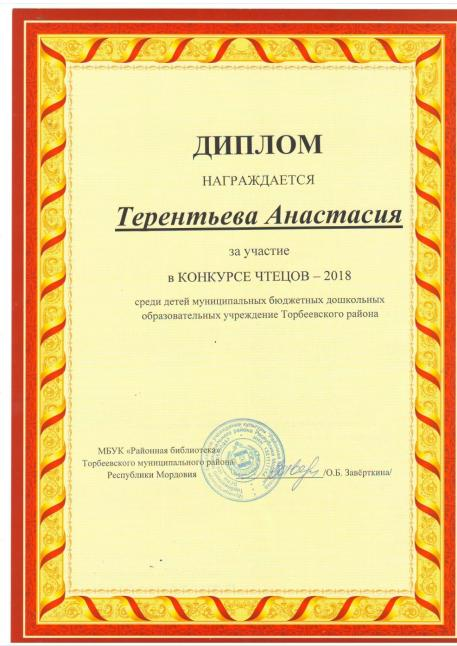 ДИПЛОМ
НАГРАЖДАЕТСЯ
Терентьева Анастасия
за участие
в КОНКУРСЕ ЧТЕЦОВ – 2018
среди детей муниципальных бюджетных дошкольных
образовательных учреждение Торбеевского района
МБУК «Районная библиотека»
Торбеевского муниципального района
Республики Мордовия /О.Б. Завёрткина/